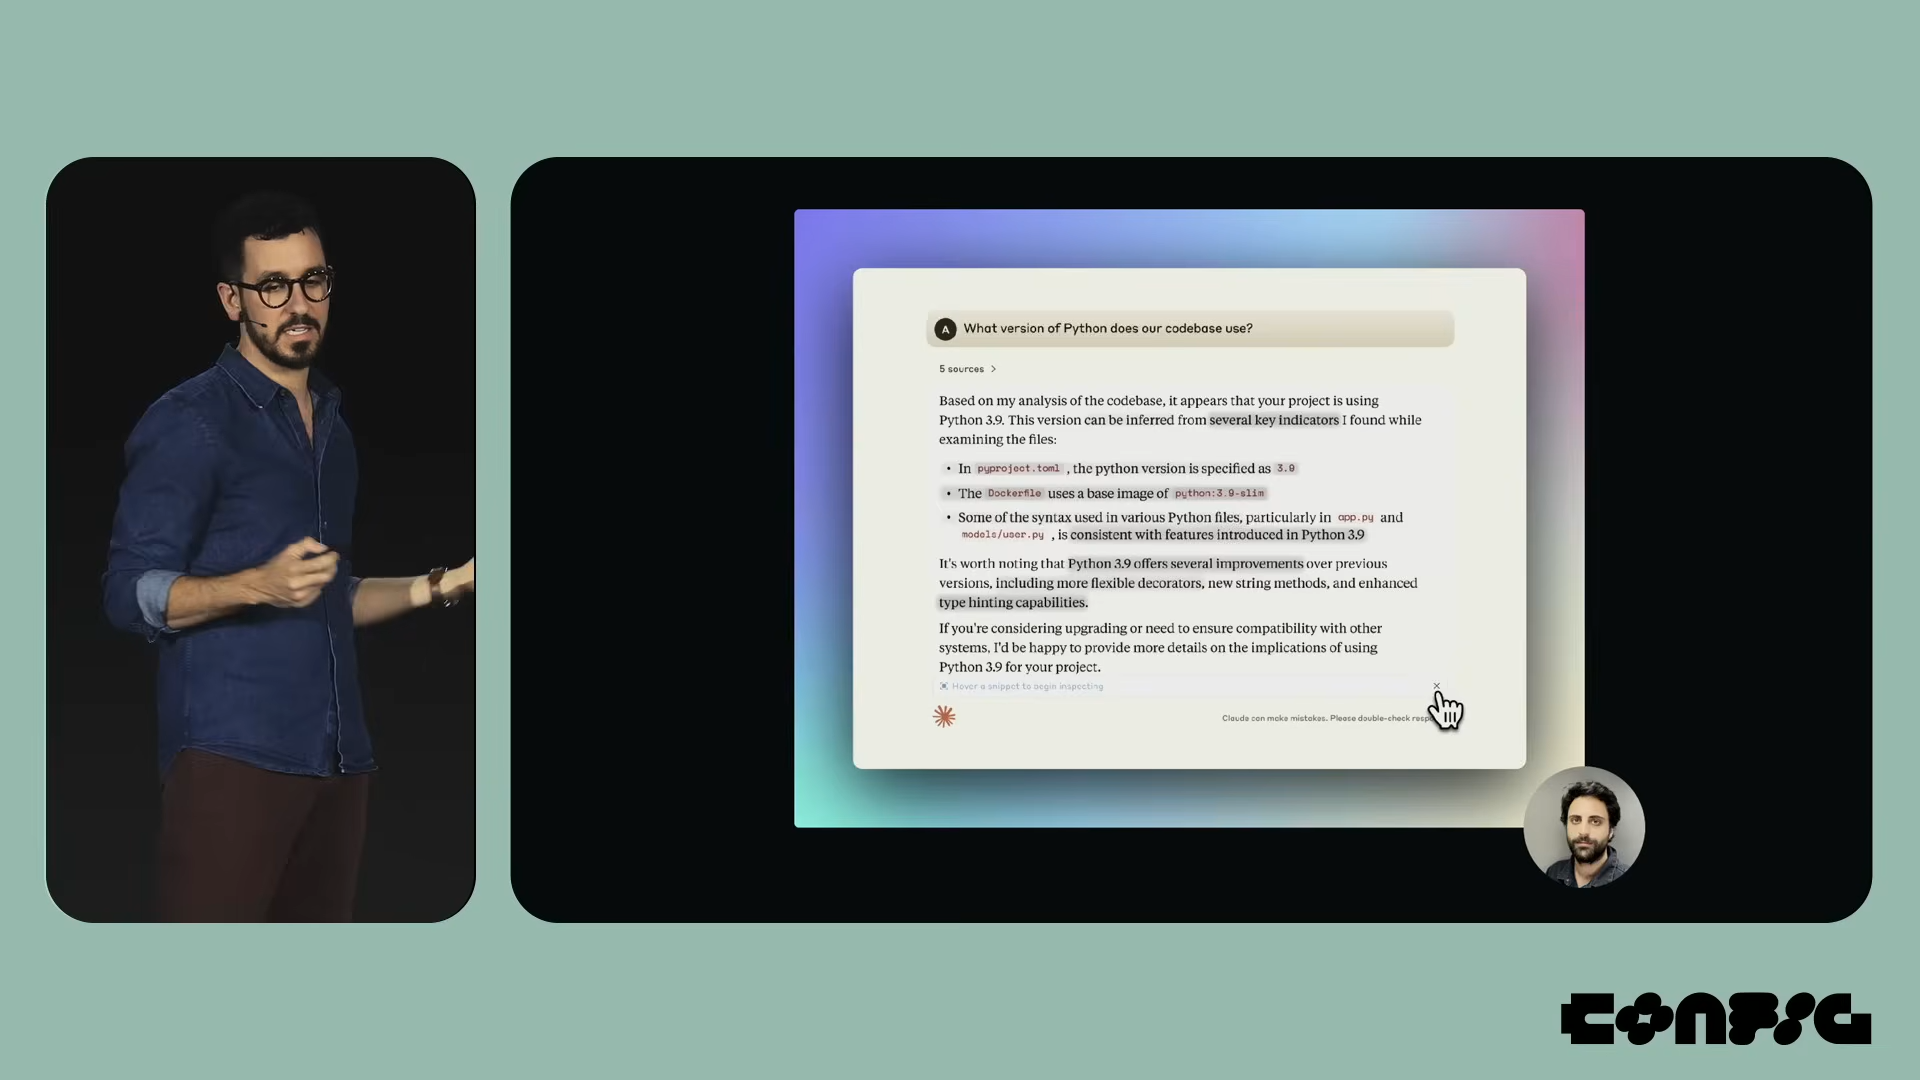 A What version of Python does our codebase use?
5 sources >
Based on my analysis of the codebase, it appears that your project is using
Python 3.9. This version can be inferred from several key indicators I found while
examining the files:
• In pyproject.toml , the python version is specified as 3.9
• The Dockerfile uses a base image of python:3.9-slim
• Some of the syntax used in various Python files, particularly in app.py and
models/user.py , is consistent with features introduced in Python 3.9
It's worth noting that Python 3.9 offers several improvements over previous
versions, including more flexible decorators, new string methods, and enhanced
type hinting capabilities.
If you're considering upgrading or need to ensure compatibility with other
systems, I'd be happy to provide more details on the implications of using
Python 3.9 for your project.
Hover a snippet to begin inspecting
Claude can make mistakes. Please double-check resp
CONFIG